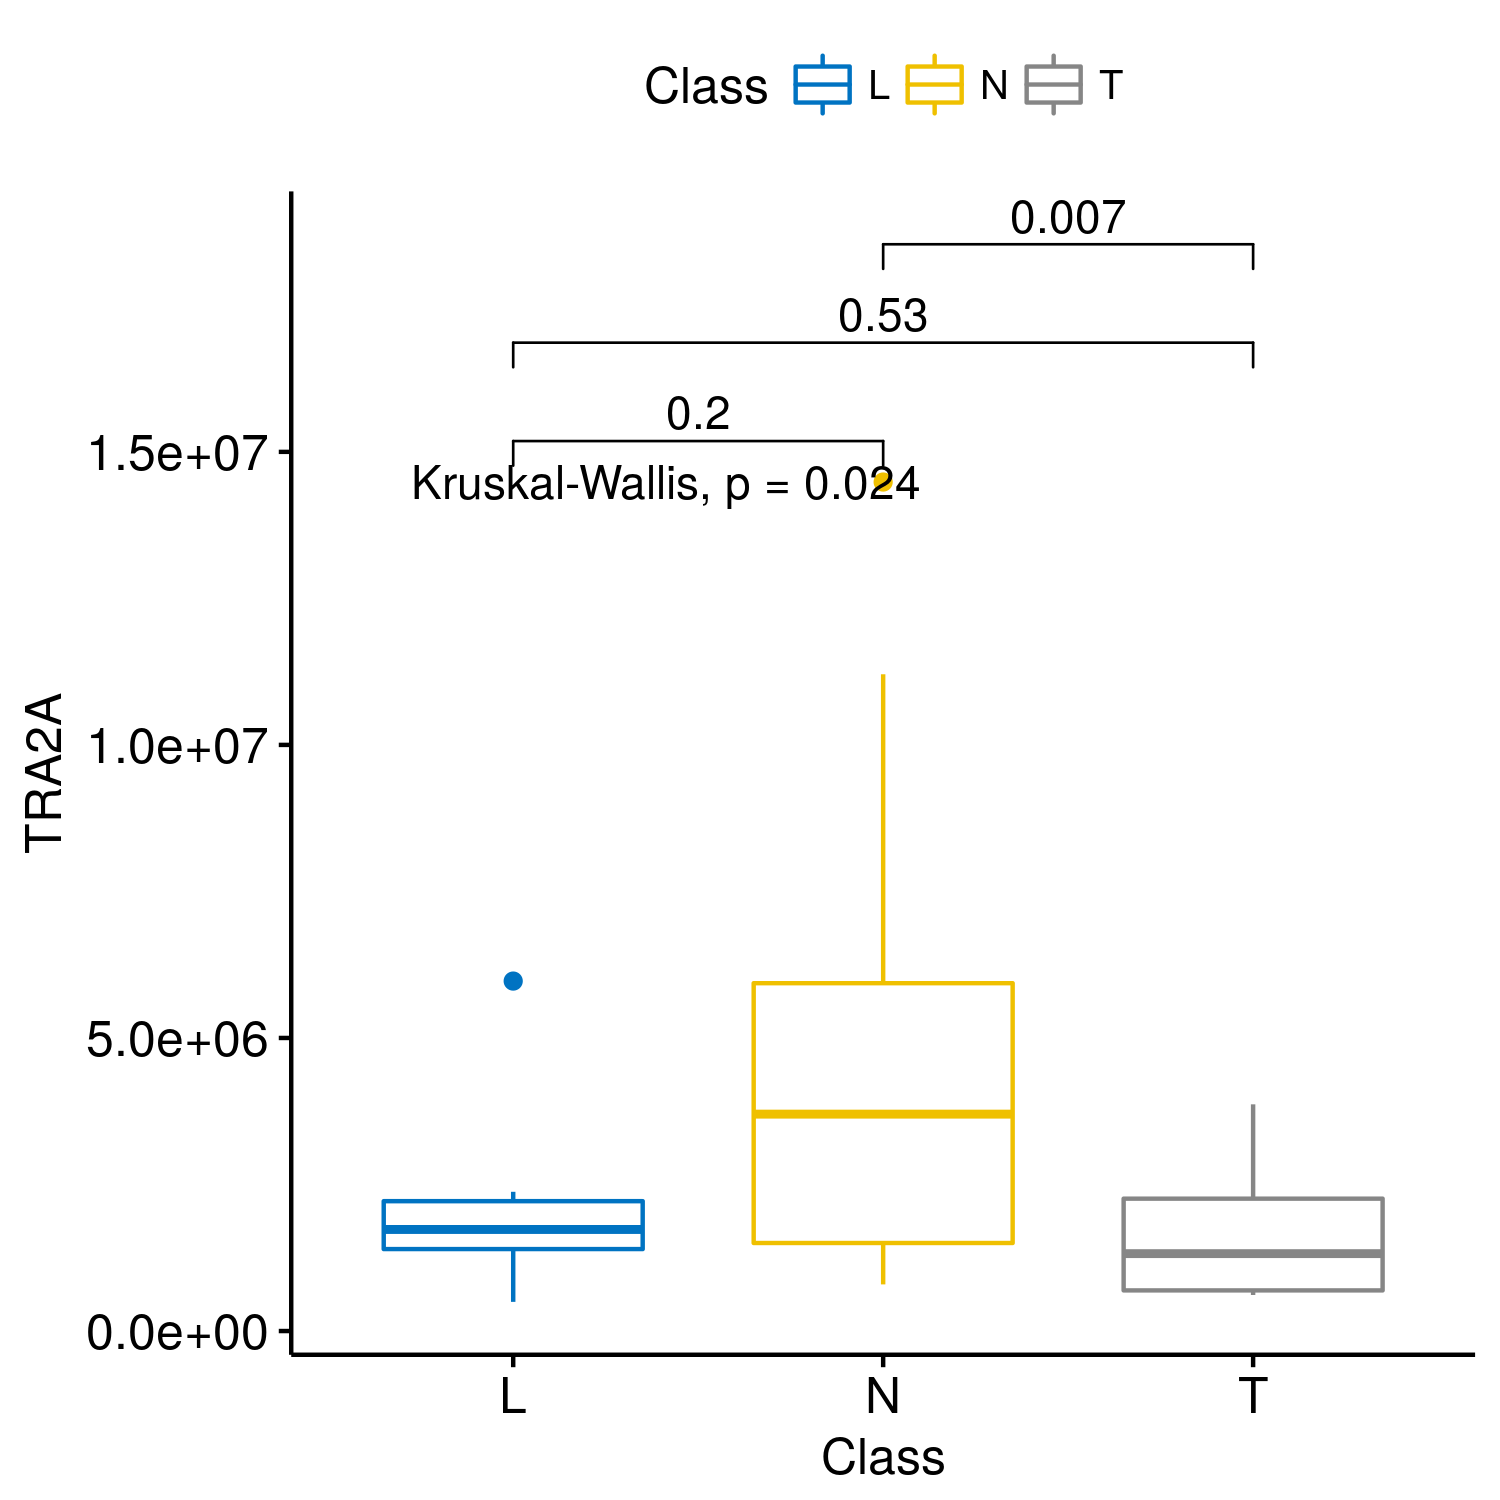 Class L N T
0.007
0.53
0.2
Kruskal-Wallis, p = 0.024
1.5e+07
1.0e+07
5.0e+06
0.0e+00
TRA2A
L N T
Class